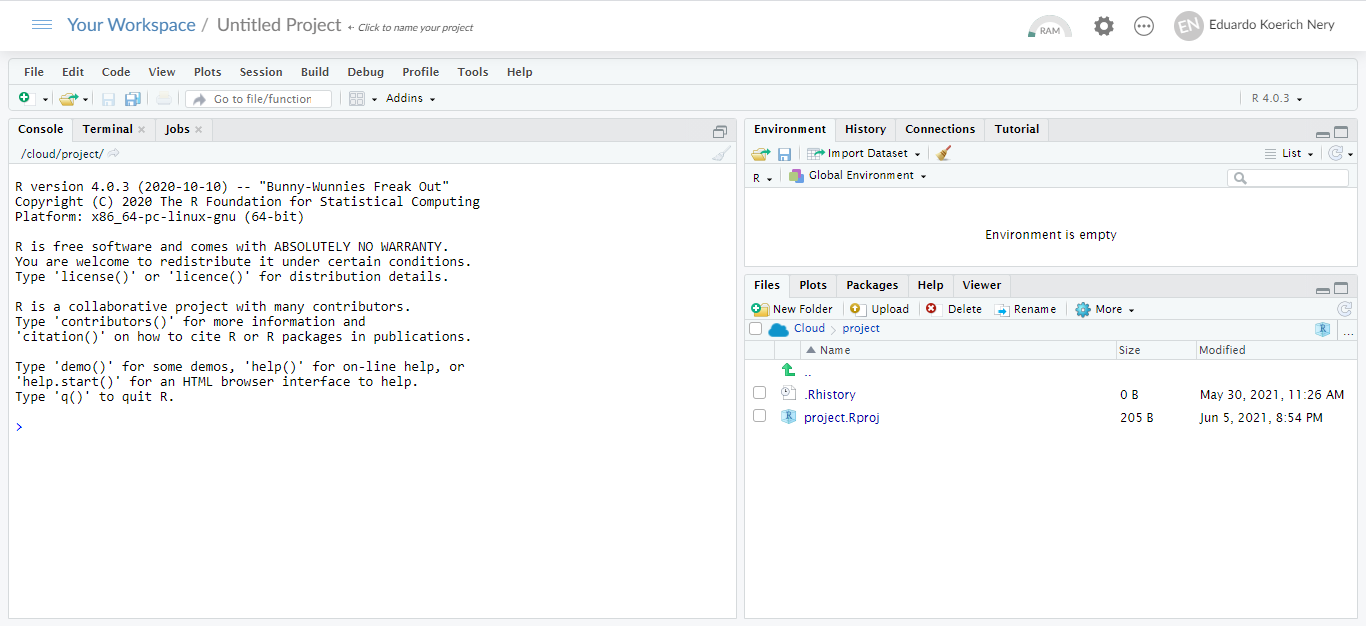 Your Workspace / Untitled Project ← Click to name your project
RAM
EN Eduardo Koerich Nery
File Edit Code View Plots Session Build Debug Profile Tools Help
Go to file/function Addins R 4.0.3
Console Terminal Jobs
/cloud/project/
R version 4.0.3 (2020-10-10) -- "Bunny-Wunnies Freak Out"
Copyright (C) 2020 The R Foundation for Statistical Computing
Platform: x86_64-pc-linux-gnu (64-bit)
R is free software and comes with ABSOLUTELY NO WARRANTY.
You are welcome to redistribute it under certain conditions.
Type 'license()' or 'licence()' for distribution details.
R is a collaborative project with many contributors.
Type 'contributors()' for more information and
'citation()' on how to cite R or R packages in publications.
Type 'demo()' for some demos, 'help()' for on-line help, or
'help.start()' for an HTML browser interface to help.
Type 'q()' to quit R.
>
Environment History Connections Tutorial
Import Dataset List
R Global Environment
Environment is empty
Files Plots Packages Help Viewer
New Folder Upload Delete Rename More
Cloud project R ...
Name Size Modified
..
.Rhistory 0 B May 30, 2021, 11:26 AM
R project.Rproj 205 B Jun 5, 2021, 8:54 PM